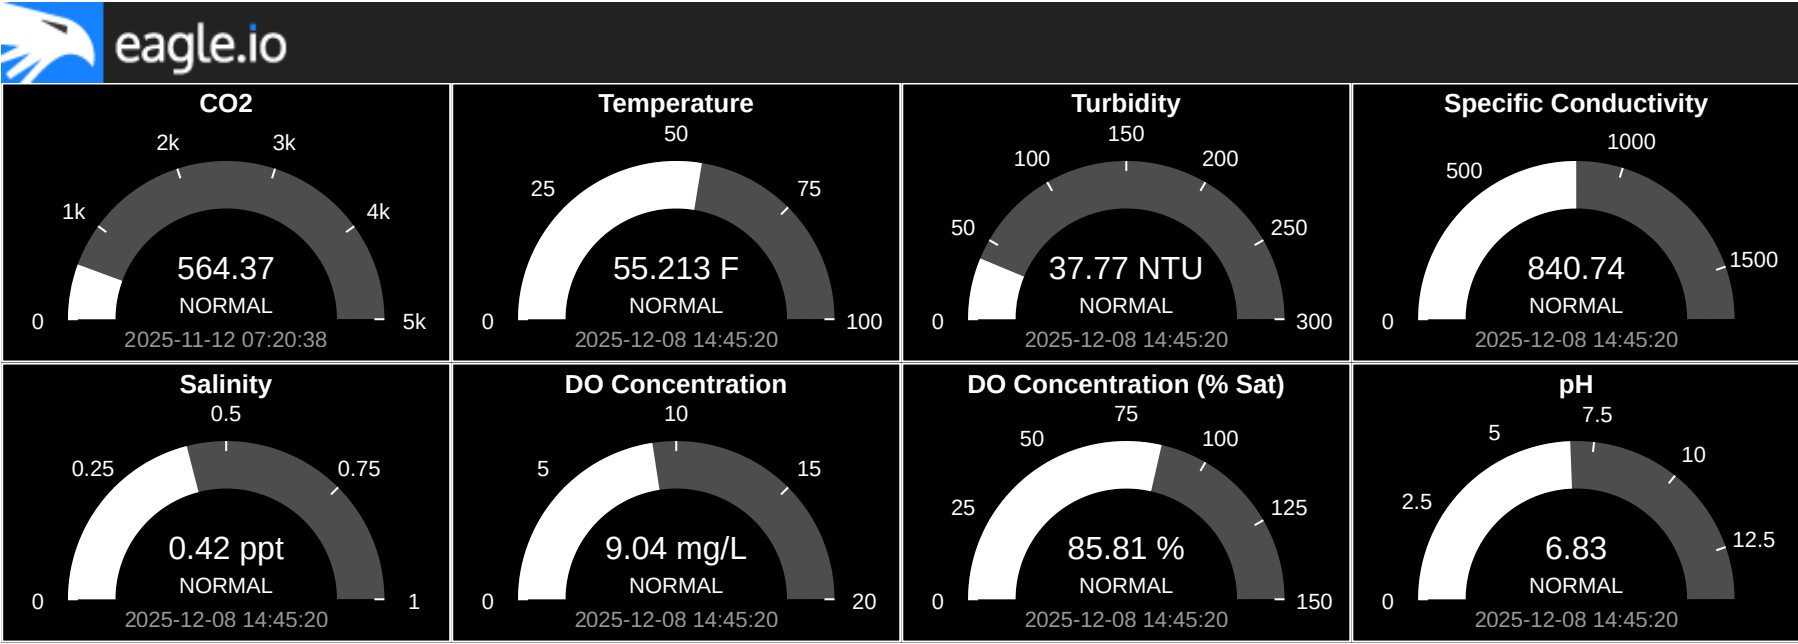 eagle.io
CO2
0
1k
2k
3k
4k
5k
564.37
NORMAL
2025-11-12 07:20:38
Temperature
0
25
50
75
100
55.213 F
NORMAL
2025-12-08 14:45:20
Turbidity
0
50
100
150
200
250
300
37.77 NTU
NORMAL
2025-12-08 14:45:20
Specific Conductivity
0
500
1000
1500
840.74
NORMAL
2025-12-08 14:45:20
Salinity
0
0.25
0.5
0.75
1
0.42 ppt
NORMAL
2025-12-08 14:45:20
DO Concentration
0
5
10
15
20
9.04 mg/L
NORMAL
2025-12-08 14:45:20
DO Concentration (% Sat)
0
25
50
75
100
125
150
85.81 %
NORMAL
2025-12-08 14:45:20
pH
0
2.5
5
7.5
10
12.5
6.83
NORMAL
2025-12-08 14:45:20